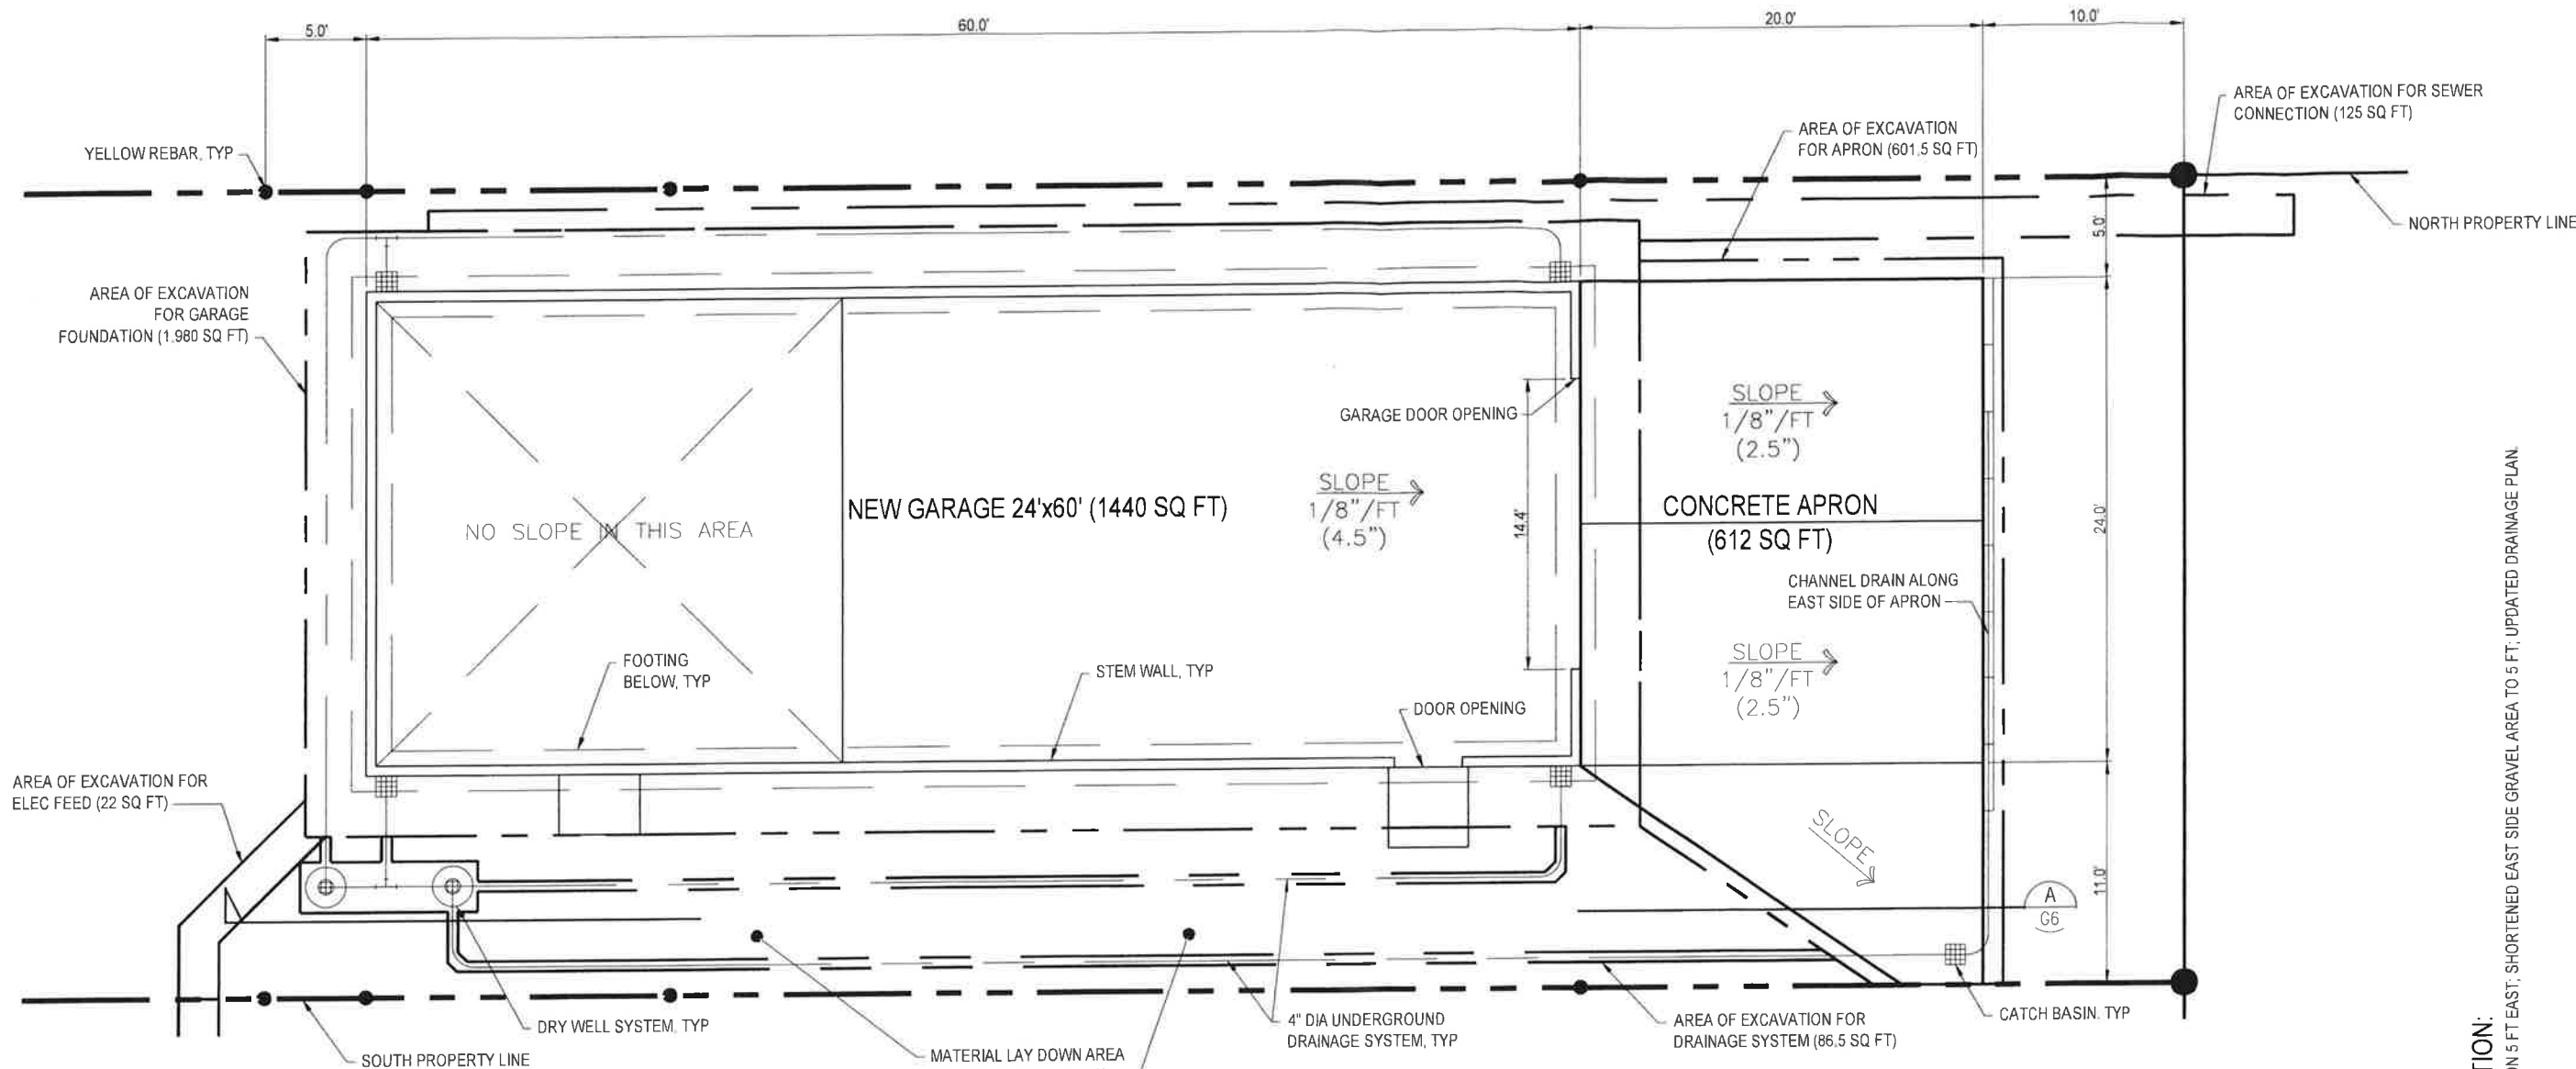 5.0'
60.0'
20.0'
10.0'
AREA OF EXCAVATION FOR SEWER
CONNECTION (125 SQ FT)
AREA OF EXCAVATION
FOR APRON (601.5 SQ FT)
YELLOW REBAR, TYP
NORTH PROPERTY LINE
5.0'
AREA OF EXCAVATION
FOR GARAGE
FOUNDATION (1,980 SQ FT)
GARAGE DOOR OPENING
SLOPE
1/8"/FT
(2.5")
SLOPE
1/8"/FT
(4.5")
NEW GARAGE 24'x60' (1440 SQ FT)
NO SLOPE IN THIS AREA
14.4'
CONCRETE APRON
(612 SQ FT)
24.0'
CHANNEL DRAIN ALONG
EAST SIDE OF APRON
FOOTING
BELOW, TYP
STEM WALL, TYP
SLOPE
1/8"/FT
(2.5")
DOOR OPENING
AREA OF EXCAVATION FOR
ELEC FEED (22 SQ FT)
SLOPE
11.0'
A
G6
DRY WELL SYSTEM, TYP
4" DIA UNDERGROUND
DRAINAGE SYSTEM, TYP
AREA OF EXCAVATION FOR
DRAINAGE SYSTEM (86.5 SQ FT)
CATCH BASIN. TYP
SOUTH PROPERTY LINE
MATERIAL LAY DOWN AREA
TION:
ON 5 FT EAST; SHORTENED EAST SIDE GRAVEL AREA TO 5 FT; UPDATED DRAINAGE PLAN.